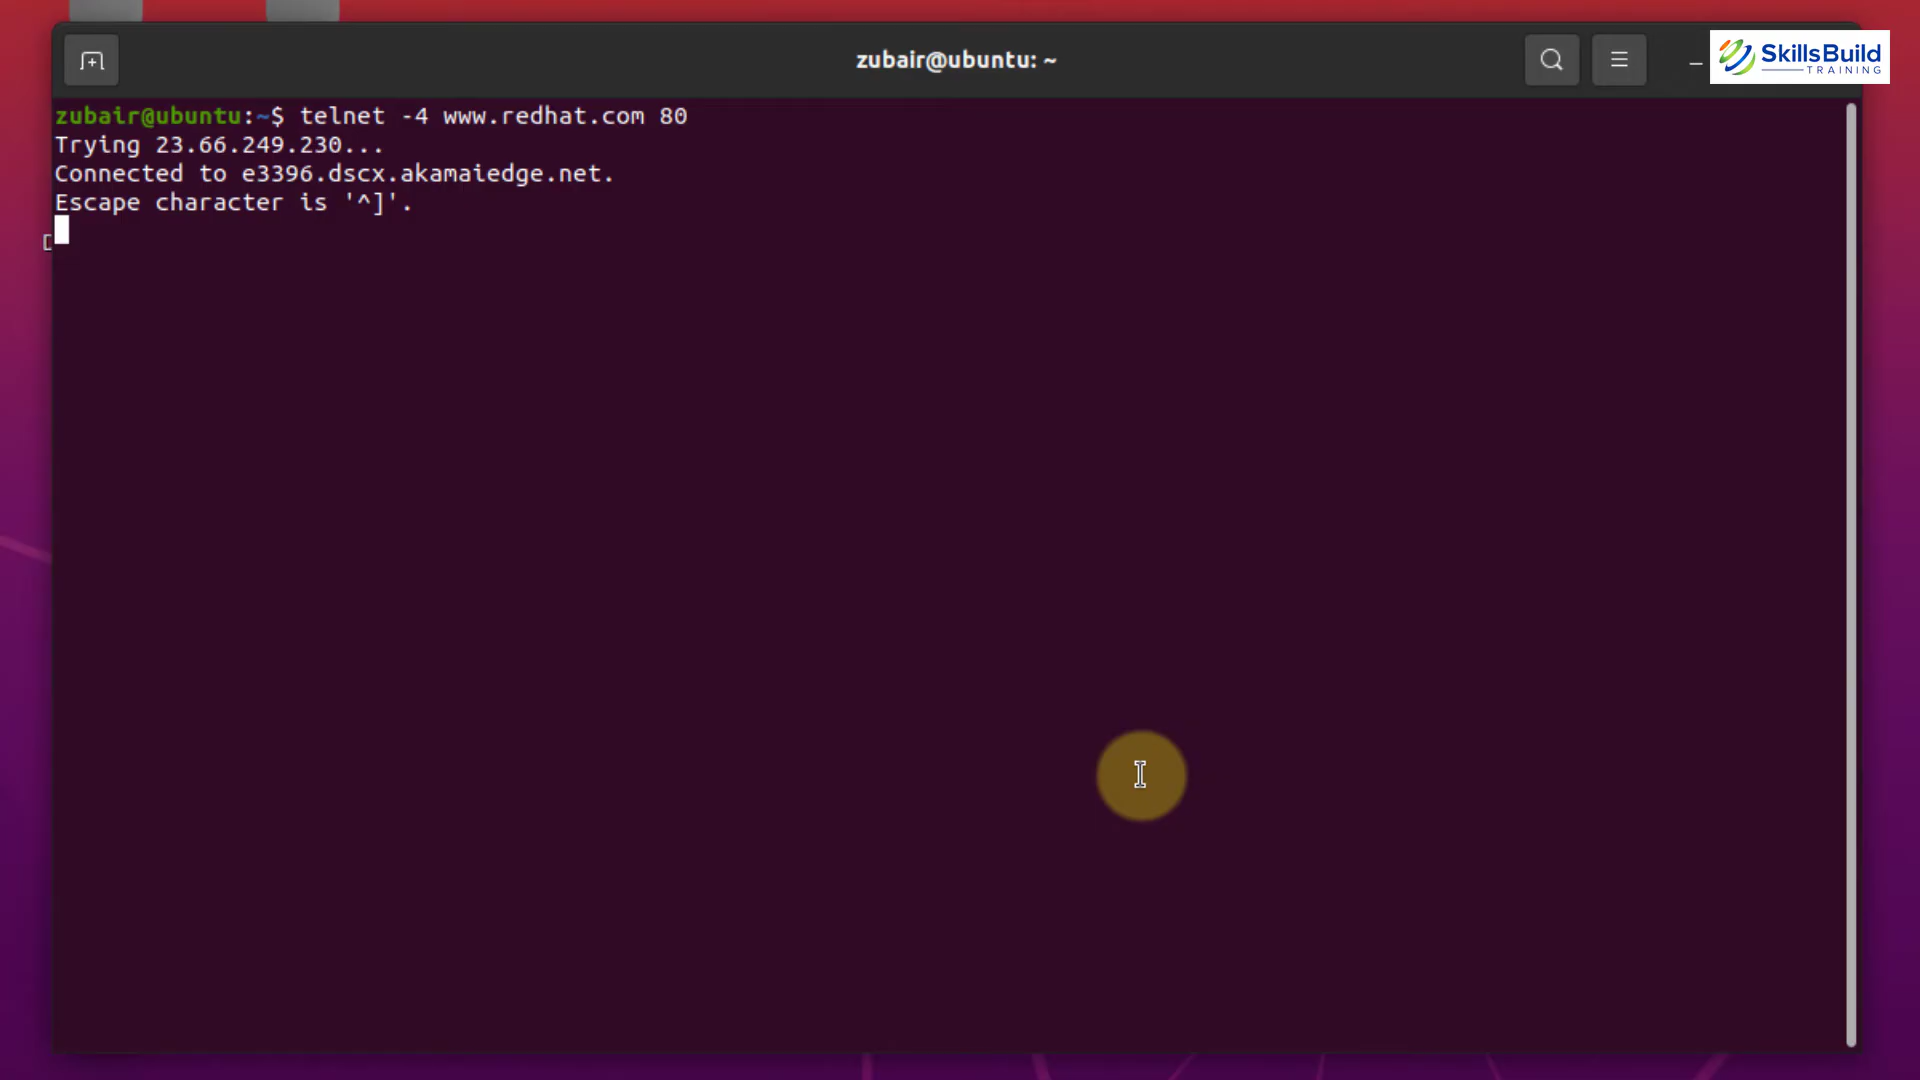 zubair@ubuntu: ~
SkillsBuild
TRAINING
zubair@ubuntu:~$ telnet -4 www.redhat.com 80
Trying 23.66.249.230...
Connected to e3396.dscx.akamaiedge.net.
Escape character is '^]'.